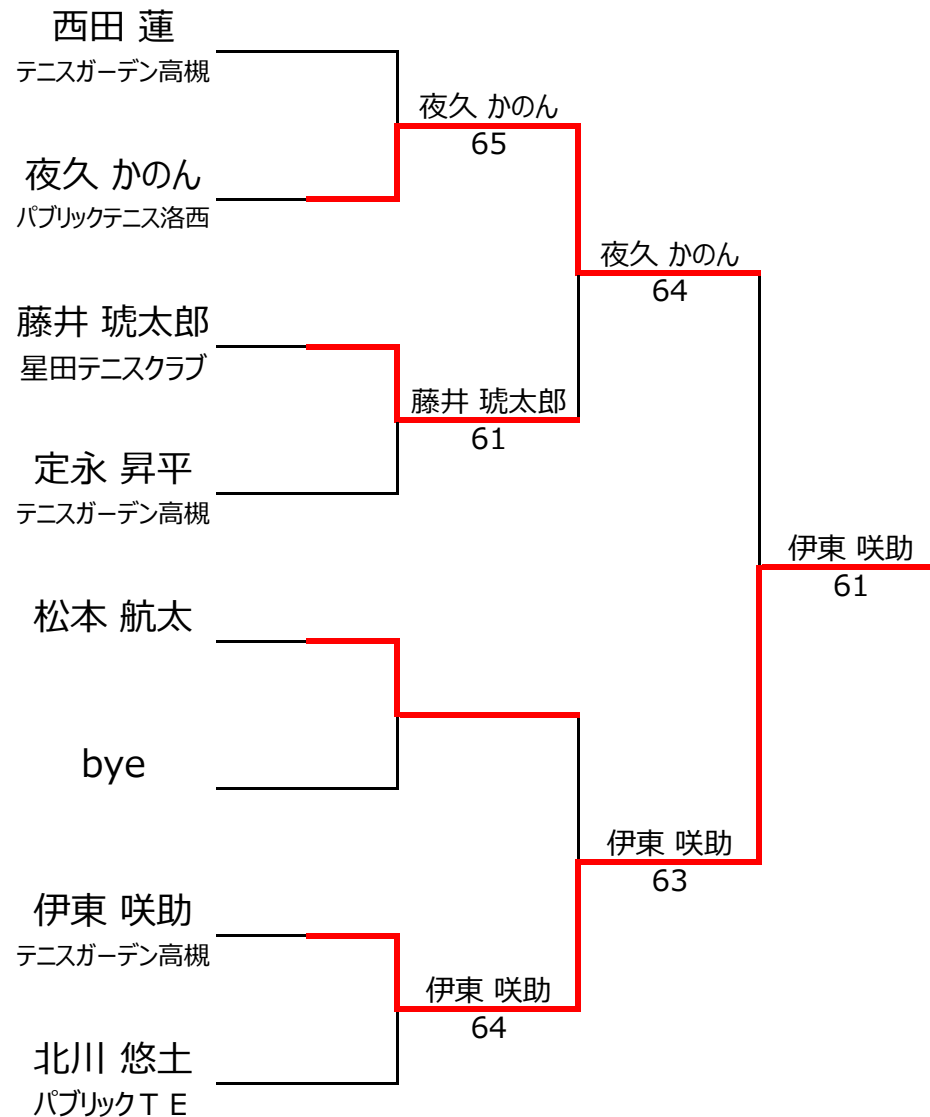 西田 蓮
テニスガーデン高槻
夜久 かのん
65
夜久 かのん
パブリックテニス洛西
夜久 かのん
64
藤井 琥太郎
星田テニスクラブ
藤井 琥太郎
61
定永 昇平
テニスガーデン高槻
伊東 咲助
61
松本 航太
bye
伊東 咲助
63
伊東 咲助
テニスガーデン高槻
伊東 咲助
64
北川 悠士
パブリックＴＥ